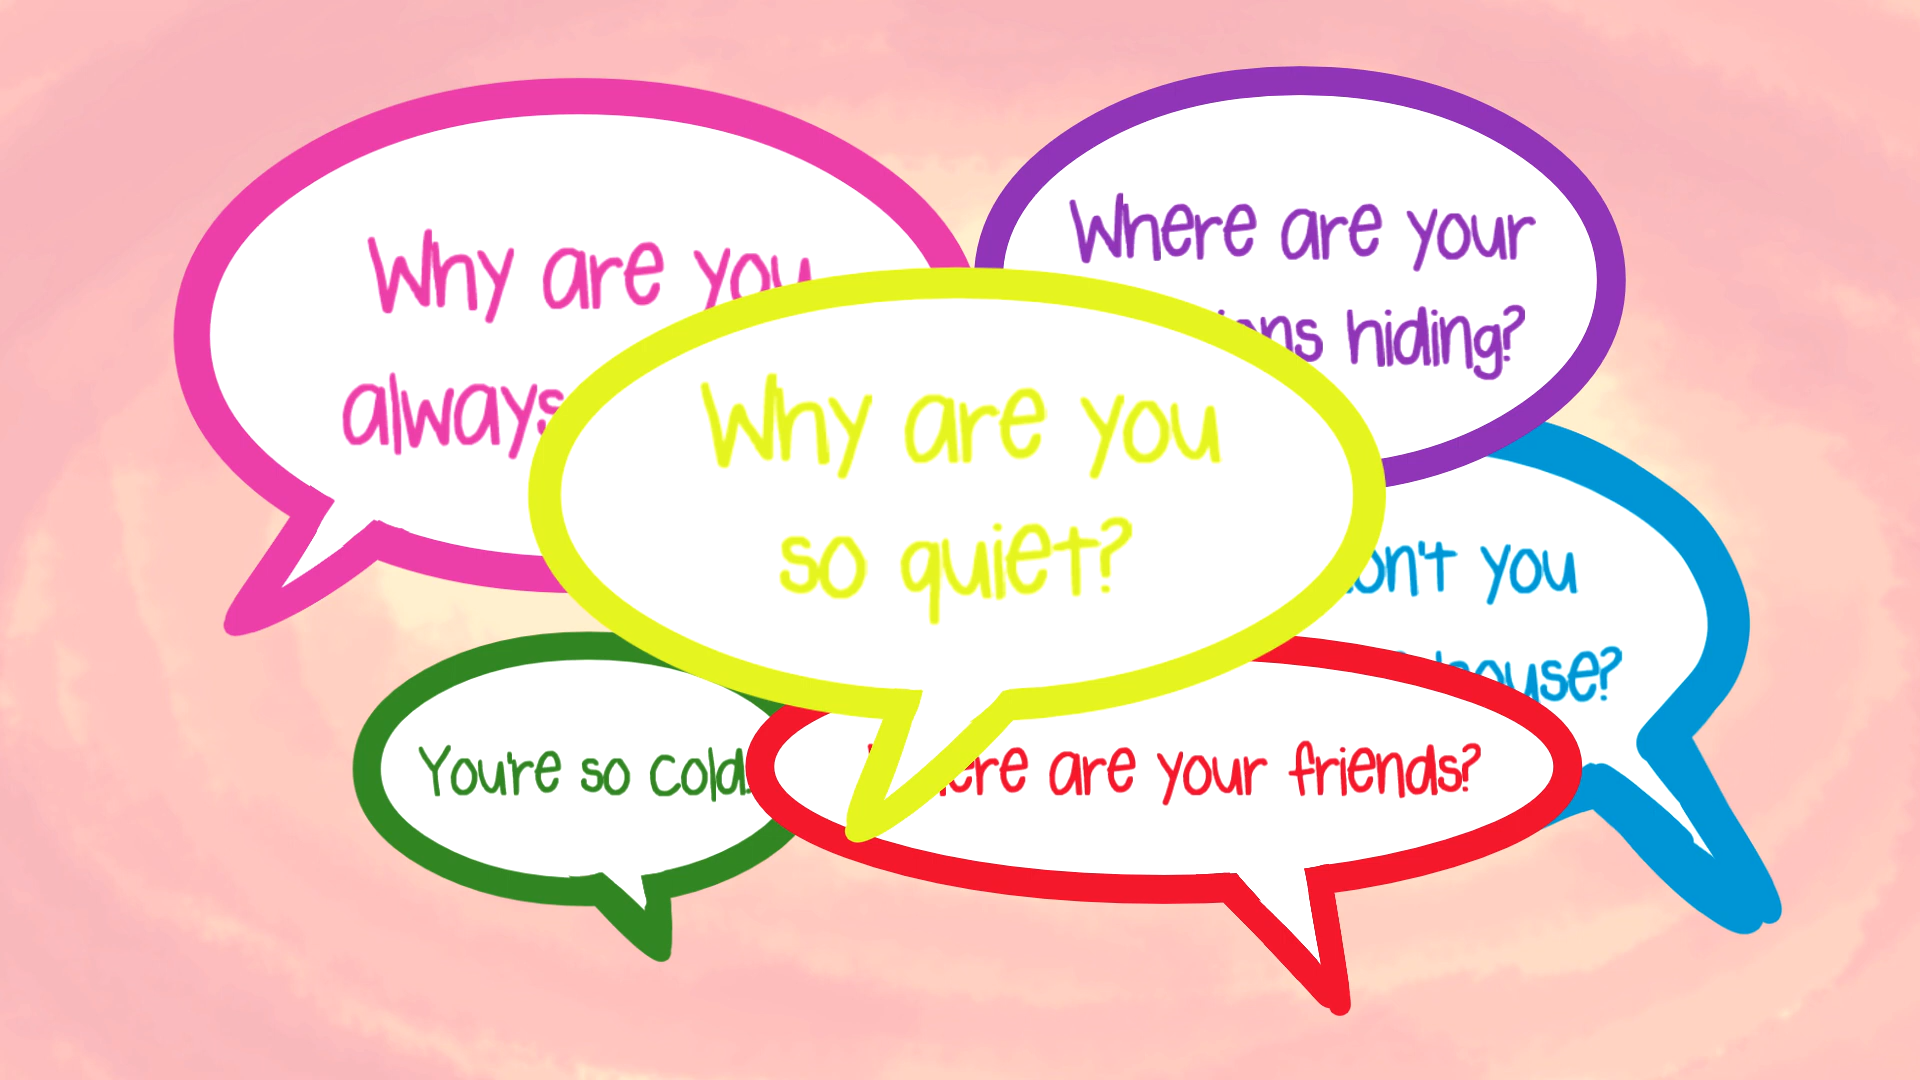 Why are you
always
Where are your
hiding?
Why are you
so quiet?
you
You're so cold!
are your friends?